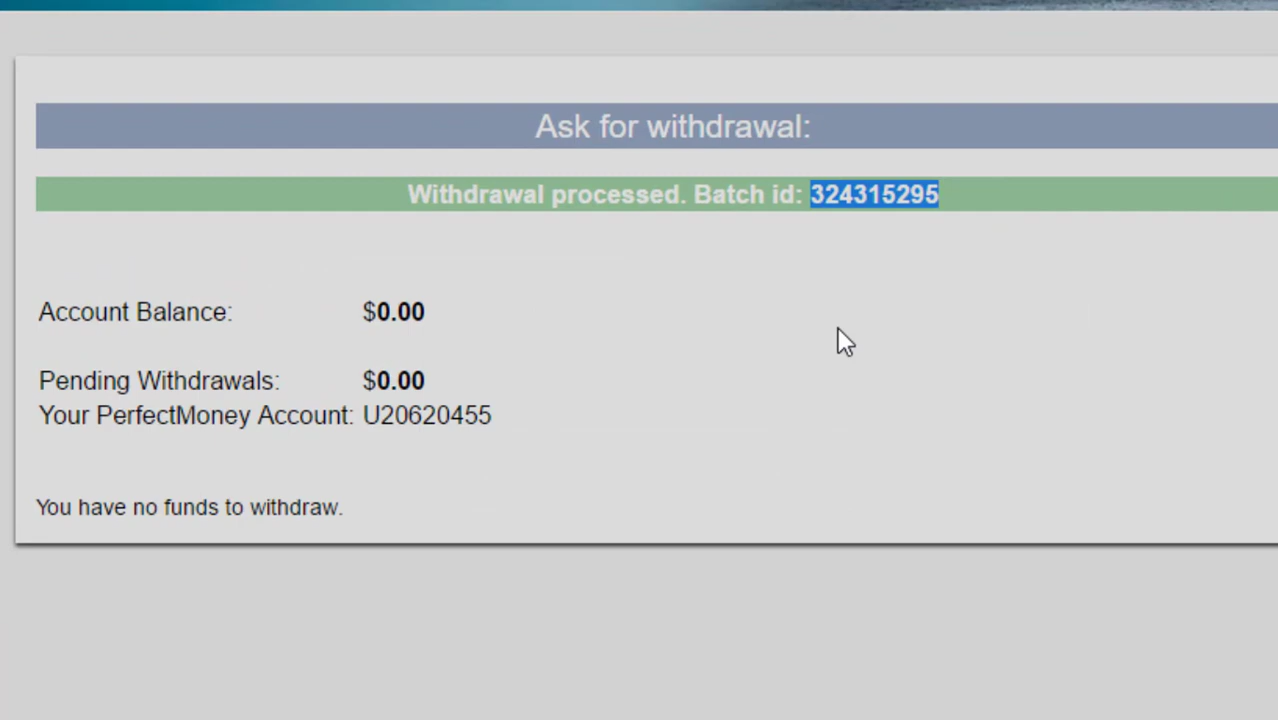 Ask for withdrawal:
Withdrawal processed. Batch id: 324315295
Account Balance: $0.00
Pending Withdrawals: $0.00
Your PerfectMoney Account: U20620455
You have no funds to withdraw.